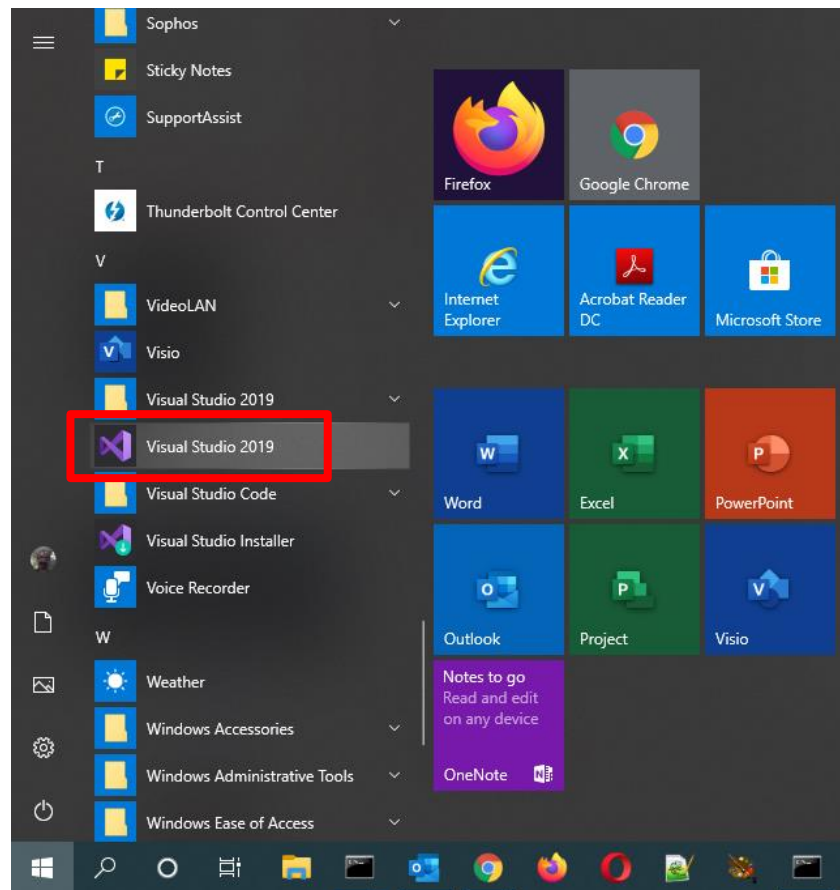 Sophos
Sticky Notes
SupportAssist
T
Thunderbolt Control Center
V
VideoLAN
Visio
Visual Studio 2019
Visual Studio 2019
Visual Studio Code
Visual Studio Installer
Voice Recorder
W
Weather
Windows Accessories
Windows Administrative Tools
Windows Ease of Access
Firefox
Google Chrome
Internet
Explorer
Acrobat Reader
DC
Microsoft Store
Word
Excel
PowerPoint
Outlook
Project
Visio
Notes to go
Read and edit
on any device
OneNote